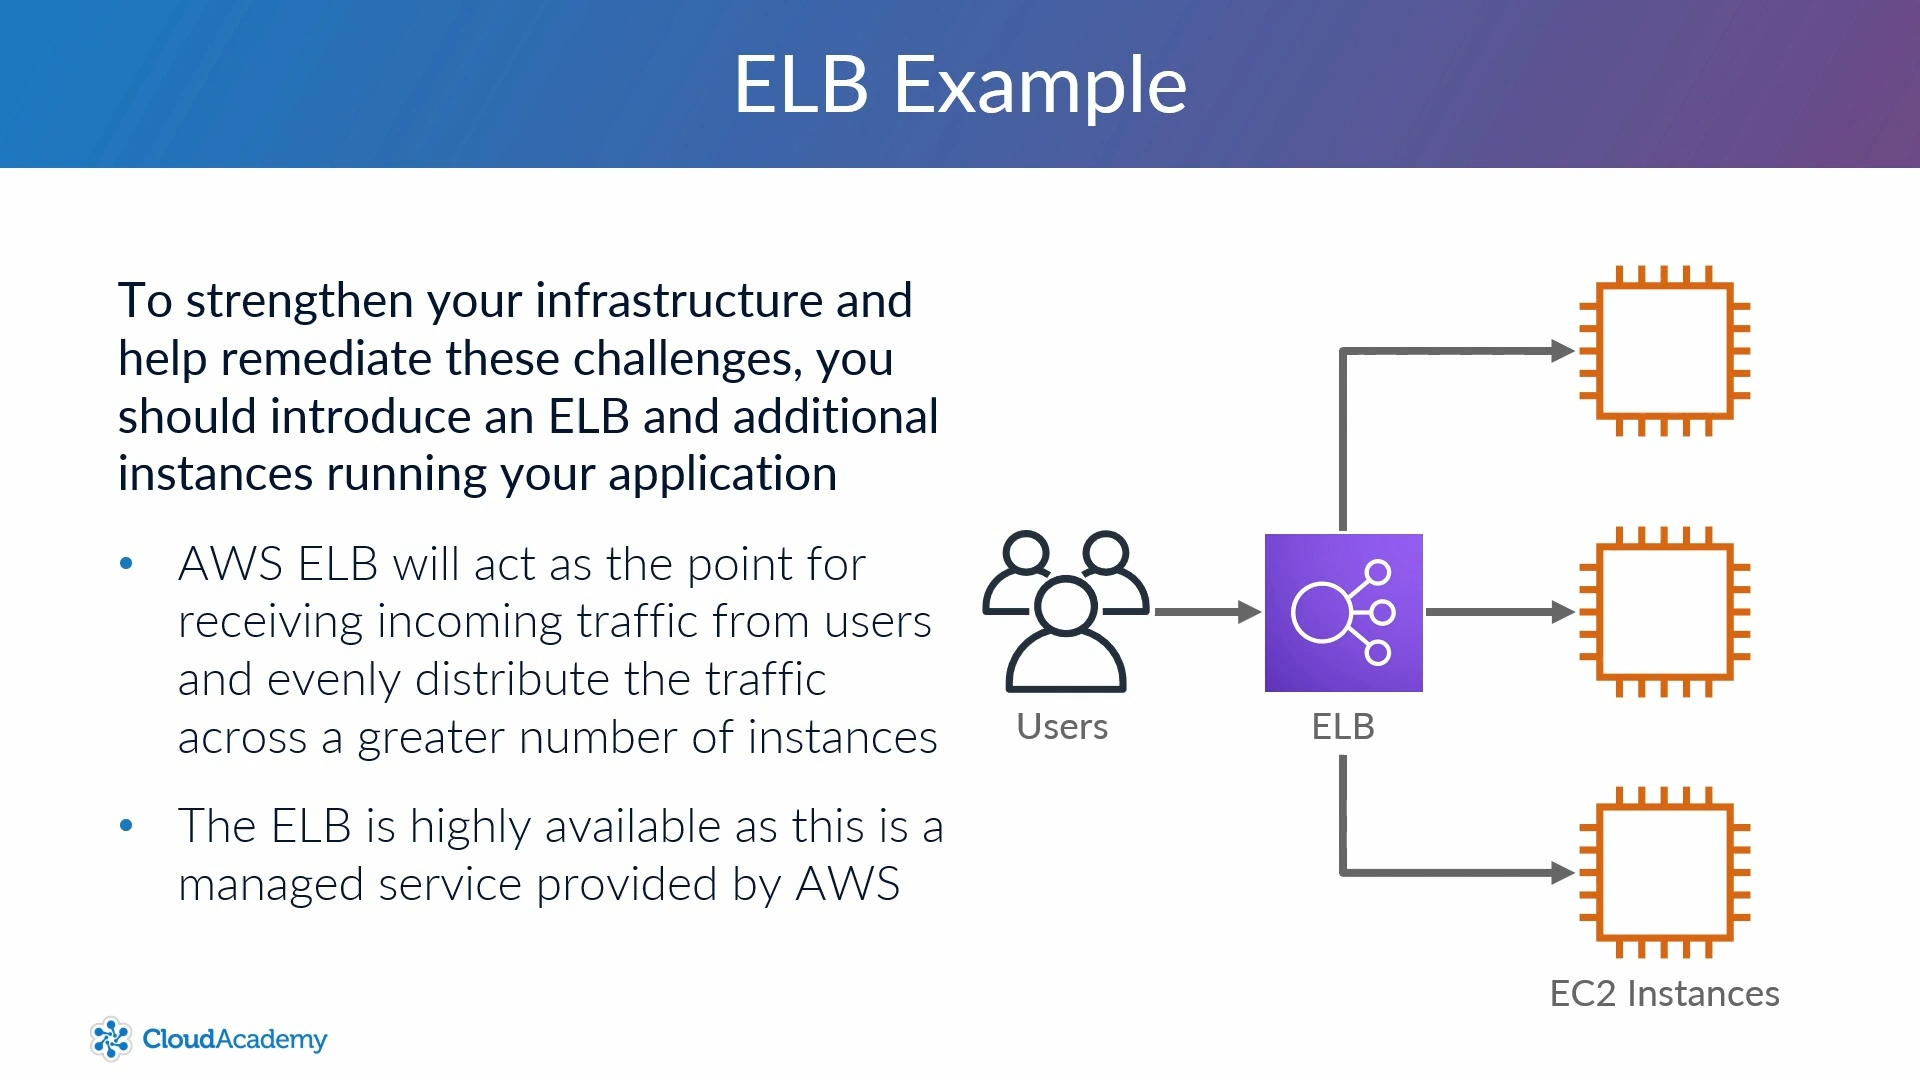 ELB Example
To strengthen your infrastructure and
help remediate these challenges, you
should introduce an ELB and additional
instances running your application
• AWS ELB will act as the point for
receiving incoming traffic from users
and evenly distribute the traffic
across a greater number of instances
• The ELB is highly available as this is a
managed service provided by AWS
Users
ELB
EC2 Instances
CloudAcademy